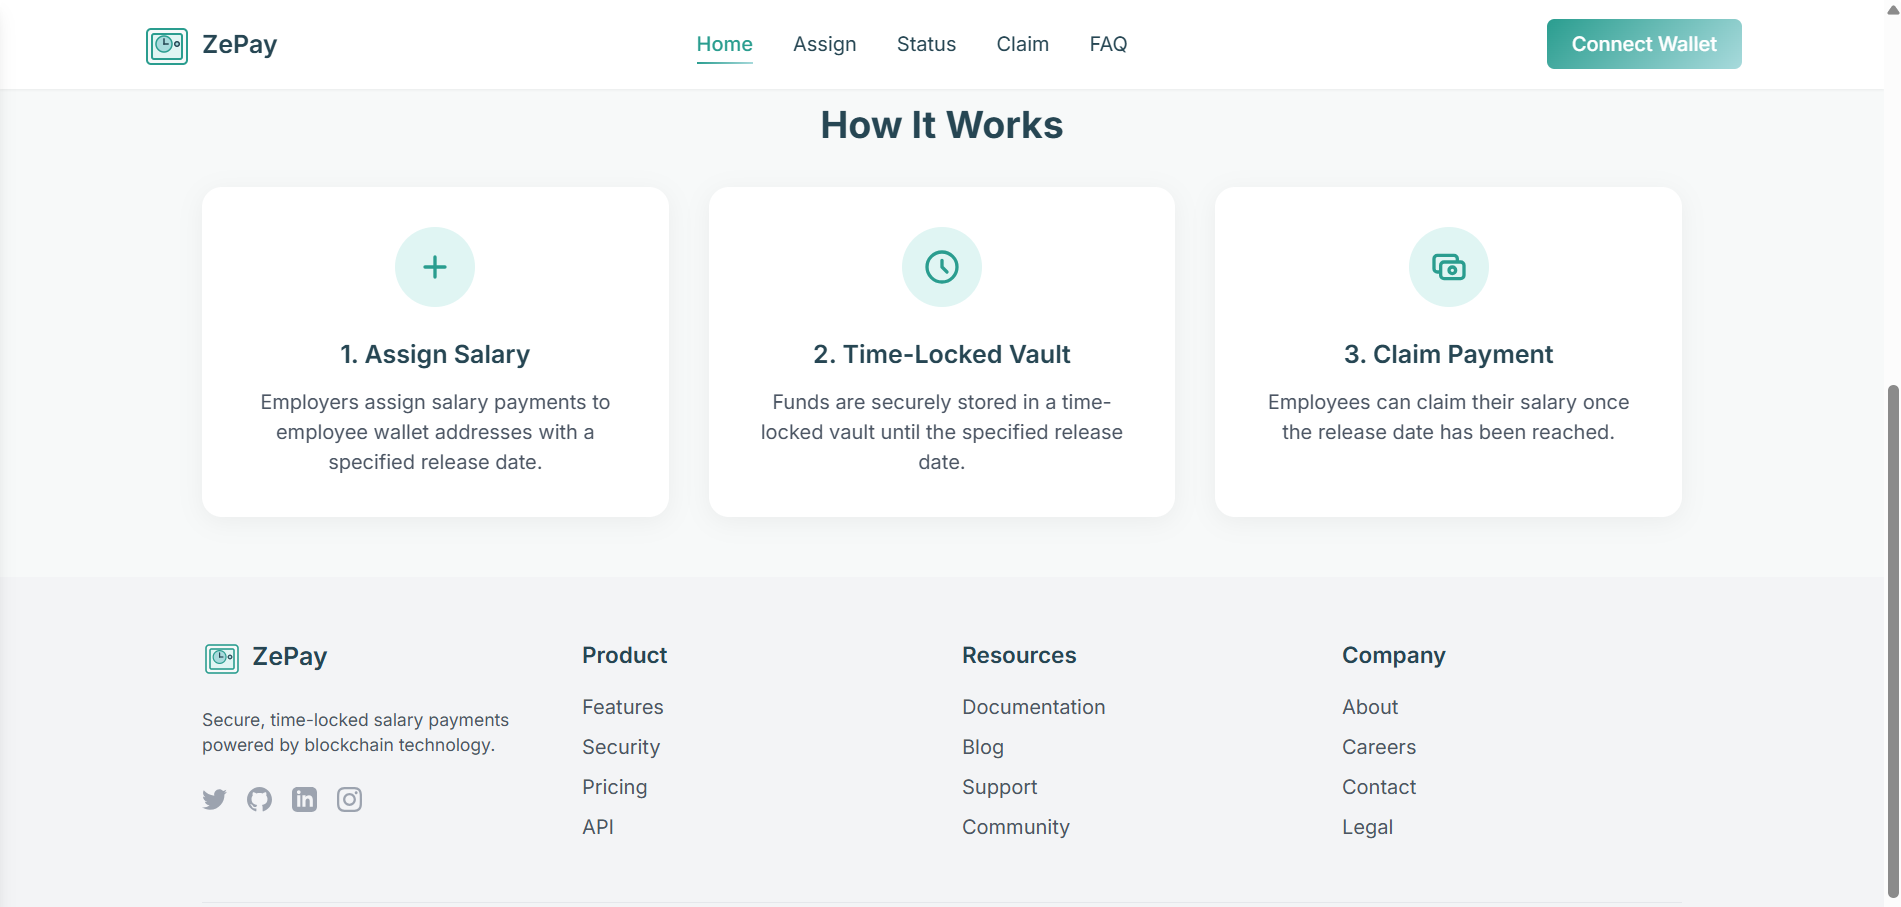 ZePay
Home
Assign
Status
Claim
FAQ
Connect Wallet
How It Works
1. Assign Salary
Employers assign salary payments to
employee wallet addresses with a
specified release date.
2. Time-Locked Vault
Funds are securely stored in a time-
locked vault until the specified release
date.
3. Claim Payment
Employees can claim their salary once
the release date has been reached.
ZePay
Secure, time-locked salary payments
powered by blockchain technology.
Product
Features
Security
Pricing
API
Resources
Documentation
Blog
Support
Community
Company
About
Careers
Contact
Legal